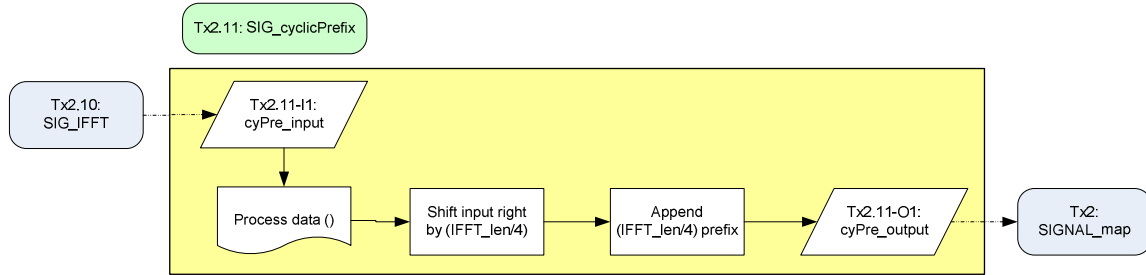 Tx2.11: SIG_cyclicPrefix
Tx2.10:
SIG_IFFT
Tx2.11-I1:
cyPre_input
Process data ()
Shift input right
by (IFFT_len/4)
Append
(IFFT_len/4) prefix
Tx2.11-O1:
cyPre_output
Tx2:
SIGNAL_map